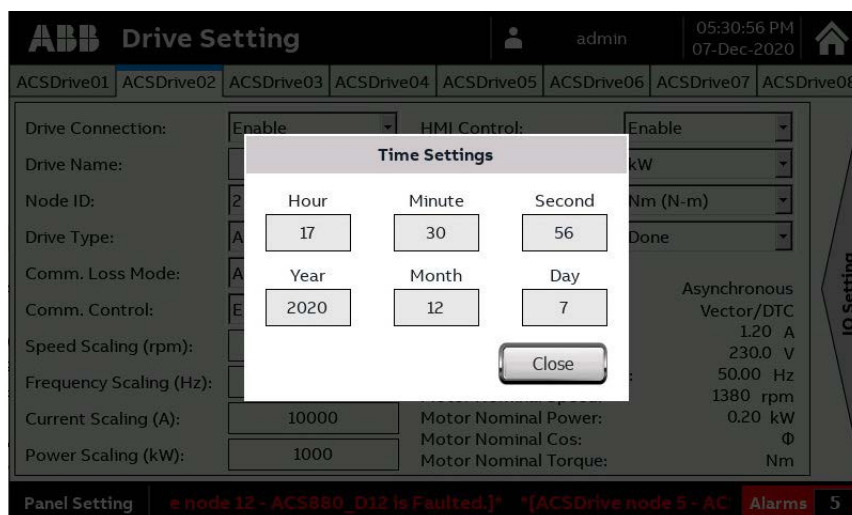 ABB Drive Setting admin 05:30:56 PM
07-Dec-2020
ACSDrive01 ACSDrive02 ACSDrive03 ACSDrive04 ACSDrive05 ACSDrive06 ACSDrive07 ACSDrive08
Drive Connection: Enable HMI Control: Enable
Drive Name: kW
Node ID: 2 Nm (N-m)
Drive Type: A Done
Comm. Loss Mode: A
Comm. Control: E
Speed Scaling (rpm):
Frequency Scaling (Hz):
Current Scaling (A): 10000
Power Scaling (kW): 1000
Time Settings
Hour Minute Second
17 30 56
Year Month Day
2020 12 7
Close
Asynchronous
Vector/DTC
1.20 A
230.0 V
50.00 Hz
1380 rpm
Motor Nominal Power: 0.20 kW
Motor Nominal Cos: Φ
Motor Nominal Torque: Nm
IO Setting
Panel Setting e node 12 - ACS880_D12 is Faulted.]* *[ACSDrive node 5 - AC Alarms 5